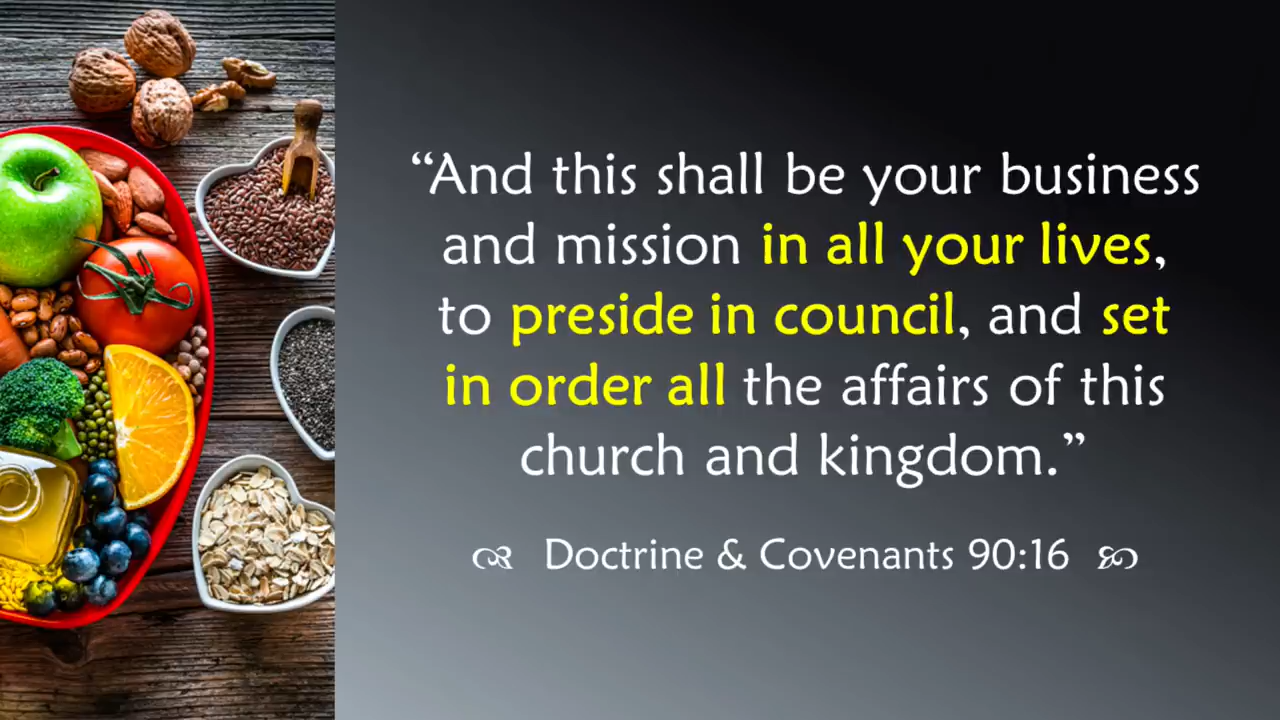 “And this shall be your business
and mission in all your lives,
to preside in council, and set
in order all the affairs of this
church and kingdom.”
Doctrine & Covenants 90:16